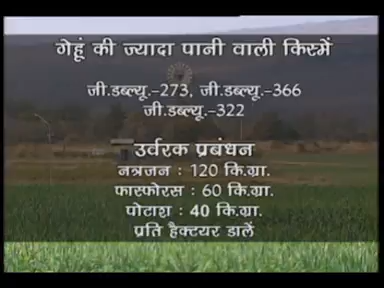 गेहूं की ज्यादा पानी वाली किस्में
जी.डब्ल्यू.-273, जी.डब्ल्यू.-366
जी.डब्ल्यू.-322
उर्वरक प्रबंधन
नत्रजन : 120 कि.ग्रा.
फास्फोरस : 60 कि.ग्रा.
पोटाश : 40 कि.ग्रा.
प्रति हैक्टयर डालें